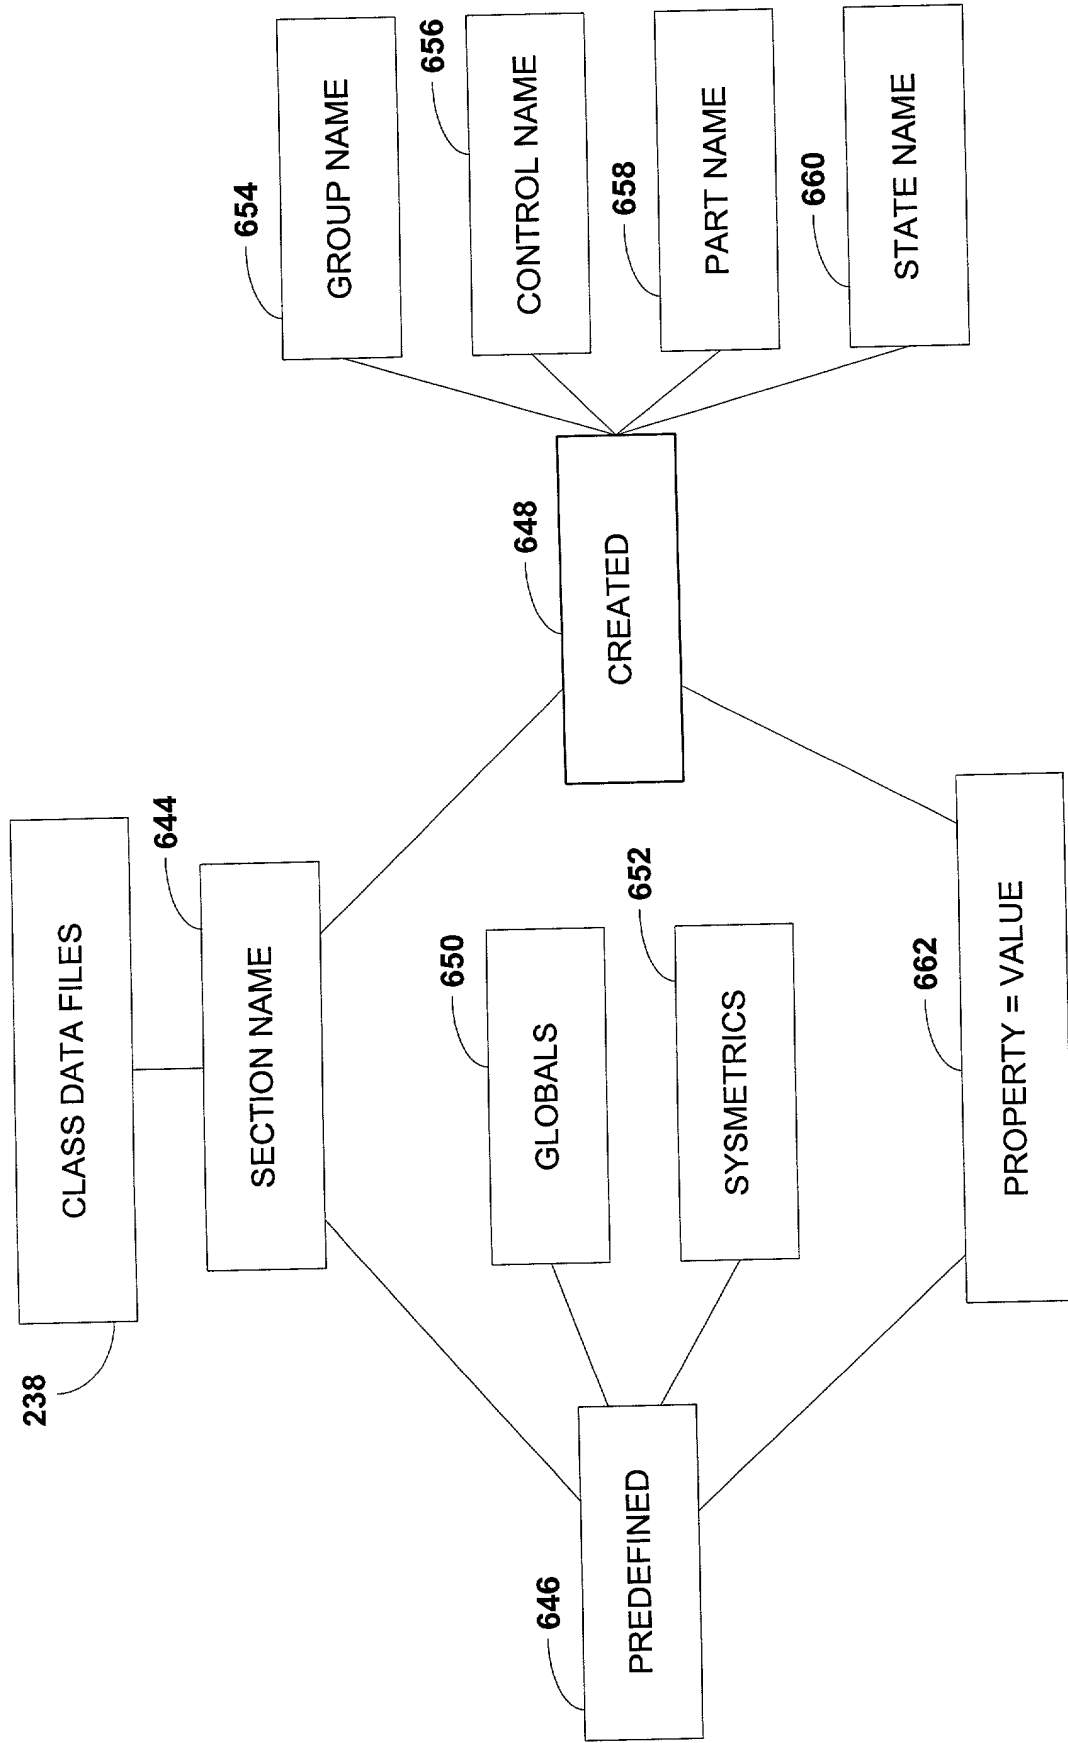 238
CLASS DATA FILES
644
SECTION NAME
646
PREDEFINED
650
GLOBALS
652
SYSMETRICS
648
CREATED
654
GROUP NAME
656
CONTROL NAME
658
PART NAME
660
STATE NAME
662
PROPERTY = VALUE